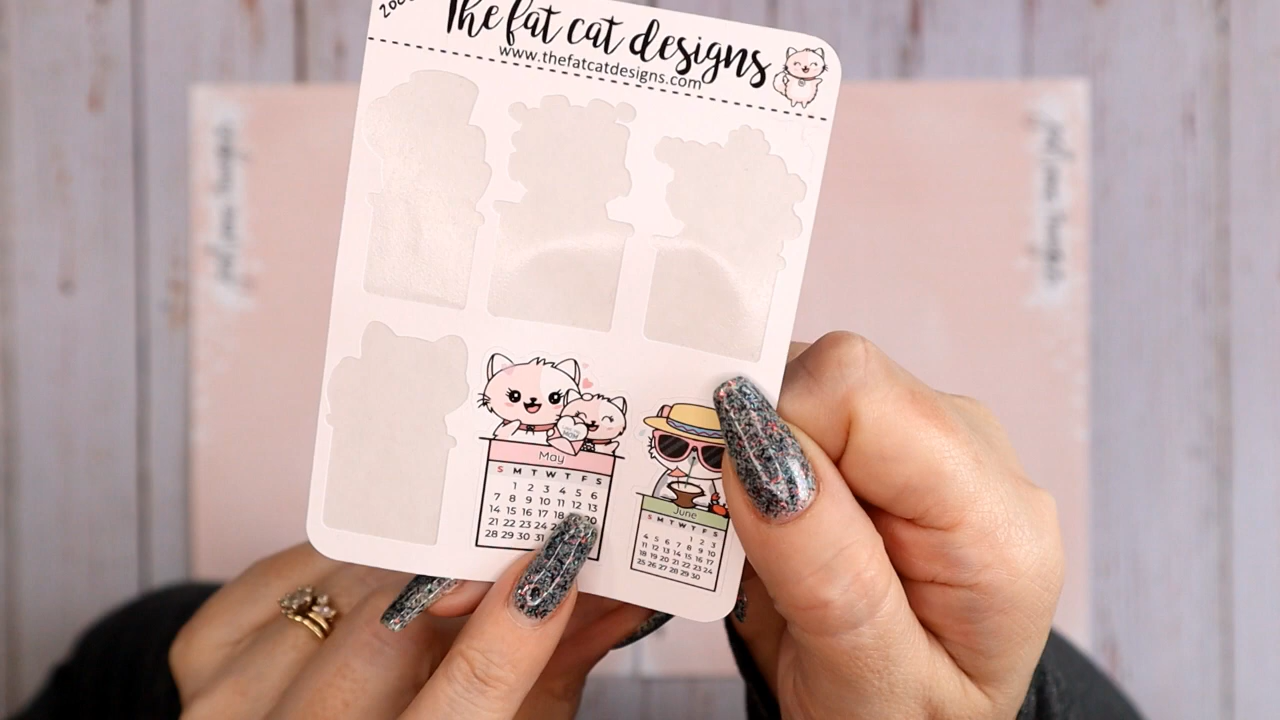 The fat cat designs
www.thefatcatdesigns.com
May
S M T W T F S
1 2 3 4 5 6
7 8 9 10 11 12 13
14 15 16 17 18
21 22 23 24
28 29 30 31
June
S M T W T F S
1 2 3
4 5 6 7 8 9 10
11 12 13 14 15 16 17
18 19 20 21 22 23 24
25 26 27 28 29 30